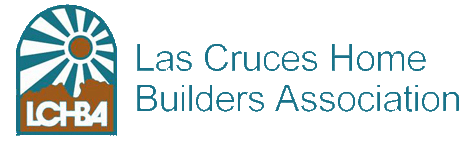 LCHBA
Las Cruces Home
Builders Association